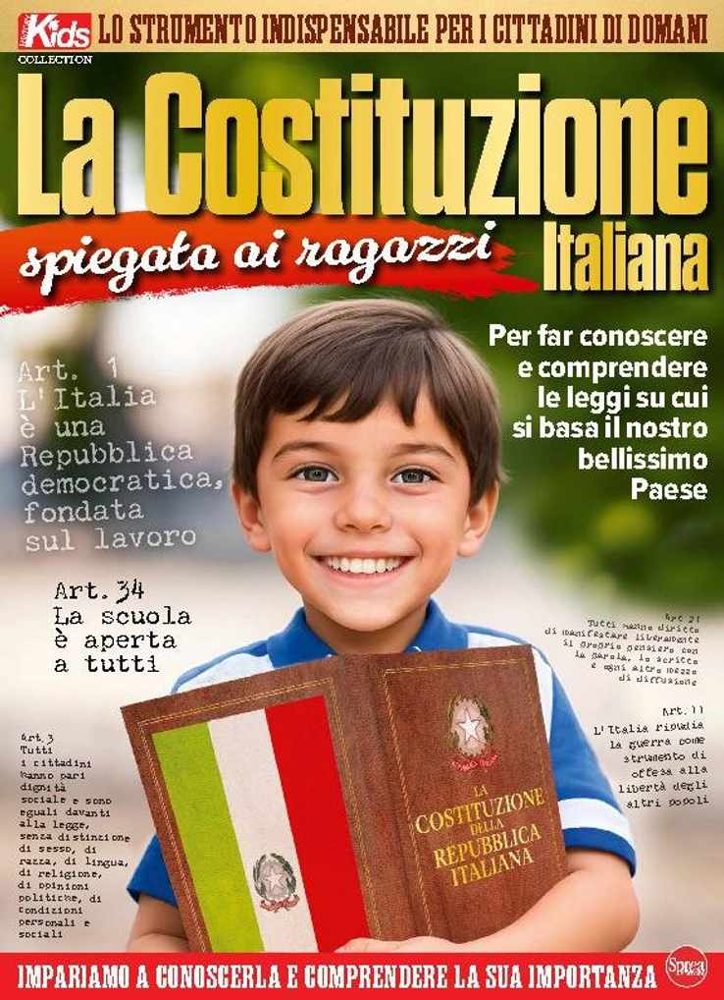 Kids
COLLECTION
LO STRUMENTO INDISPENSABILE PER I CITTADINI DI DOMANI
La Costituzione
spiegata ai ragazzi
Italiana
Per far conoscere
e comprendere
le leggi su cui
si basa il nostro
bellissimo
Paese
Art. 1
L'Italia
è una
Repubblica
democratica,
fondata
sul lavoro
Art. 34
La scuola
è aperta
a tutti
Art. 21
Tutti hanno diritto
di manifestare liberamente
il proprio pensiero con
la parola, lo scritto
e ogni altro mezzo
di diffusione
Art. 11
L'Italia ripudia
la guerra come
strumento di
offesa alla
libertà degli
altri popoli
Art. 3
Tutti
i cittadini
hanno pari
dignità
sociale e sono
eguali davanti
alla legge,
senza distinzione
di sesso, di
razza, di lingua,
di religione,
di opinioni
politiche, di
condizioni
personali e
sociali
LA
COSTITUZIONE
DELLA
REPUBBLICA
ITALIANA
IMPARIAMO A CONOSCERLA E COMPRENDERE LA SUA IMPORTANZA
Sprea